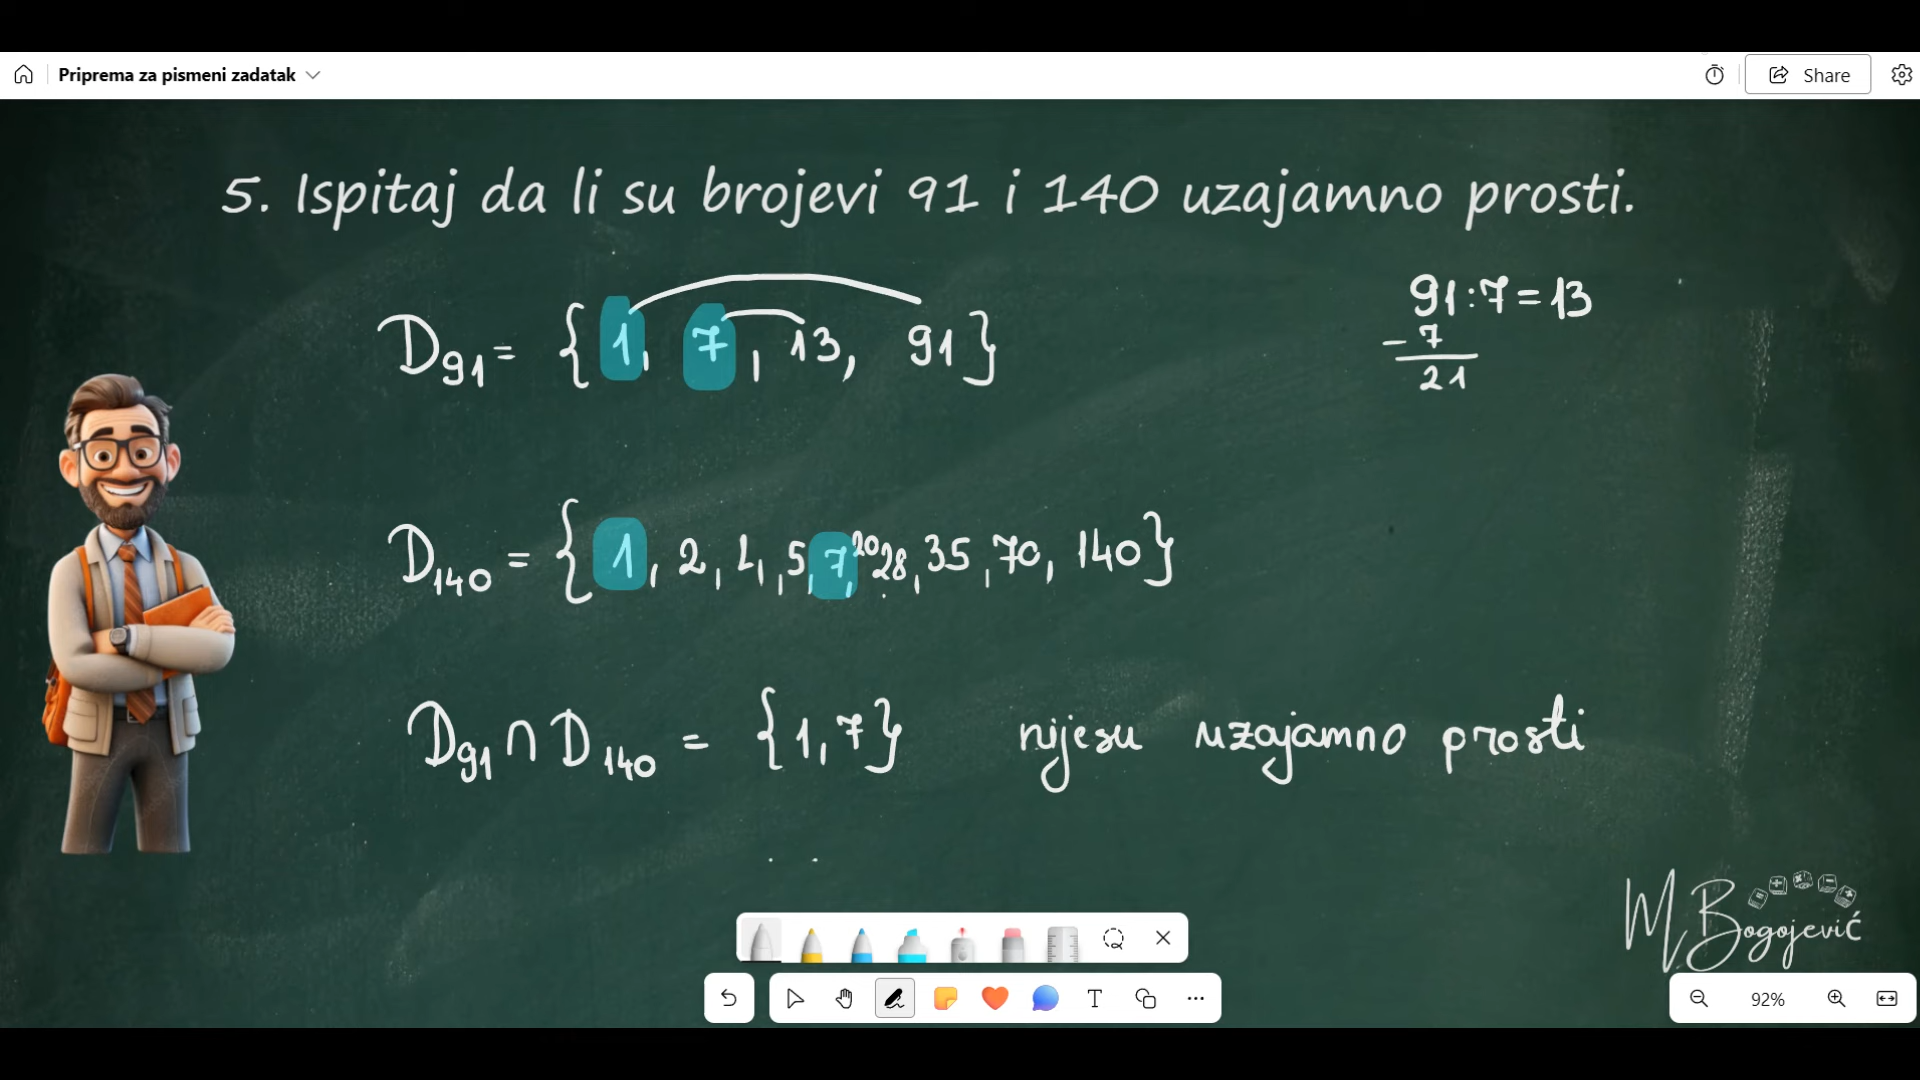 Priprema za pismeni zadatak
Share
5. Ispitaj da li su brojevi 91 i 140 uzajamno prosti.
D91 = {1, 7, 13, 91}
91:7=13
-7
21
D140 = {1, 2, 4, 5, 7, 20 28, 35, 70, 140}
D91 ∩ D140 = {1, 7} nijesu uzajamno prosti
M. Bogojević
92%